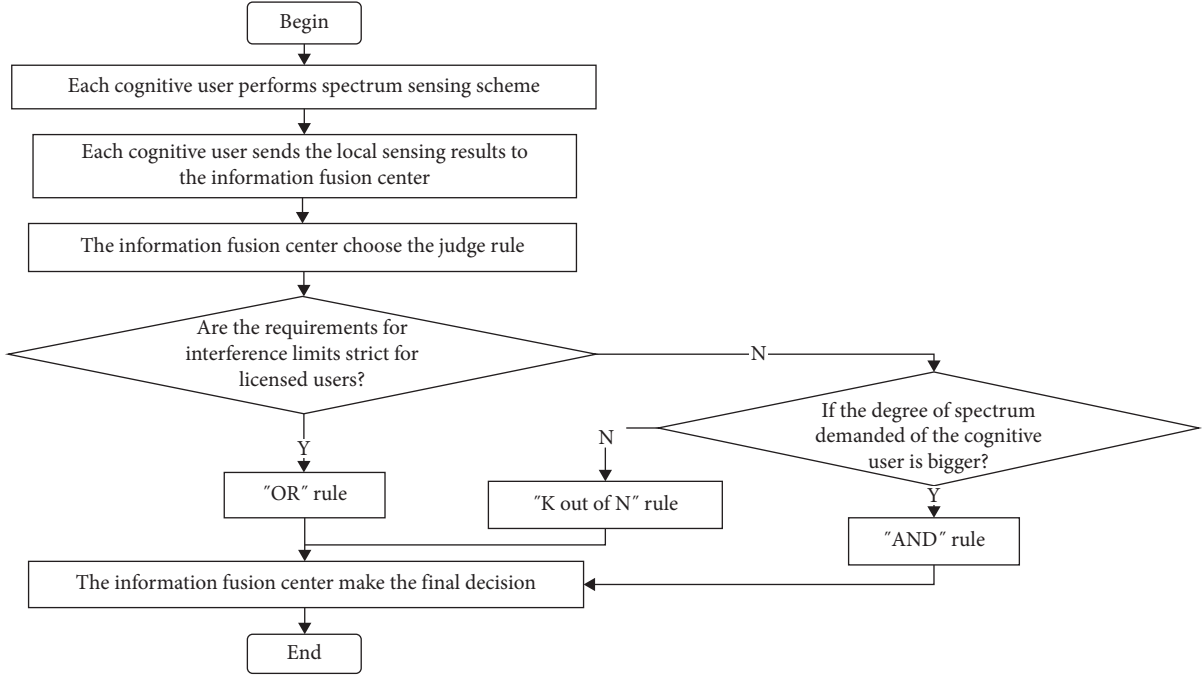 Begin
Each cognitive user performs spectrum sensing scheme
Each cognitive user sends the local sensing results to
the information fusion center
The information fusion center choose the judge rule
Are the requirements for
interference limits strict for
licensed users?
N
If the degree of spectrum
demanded of the cognitive
user is bigger?
N
Y
Y
″OR″ rule
″K out of N″ rule
″AND″ rule
The information fusion center make the final decision
End